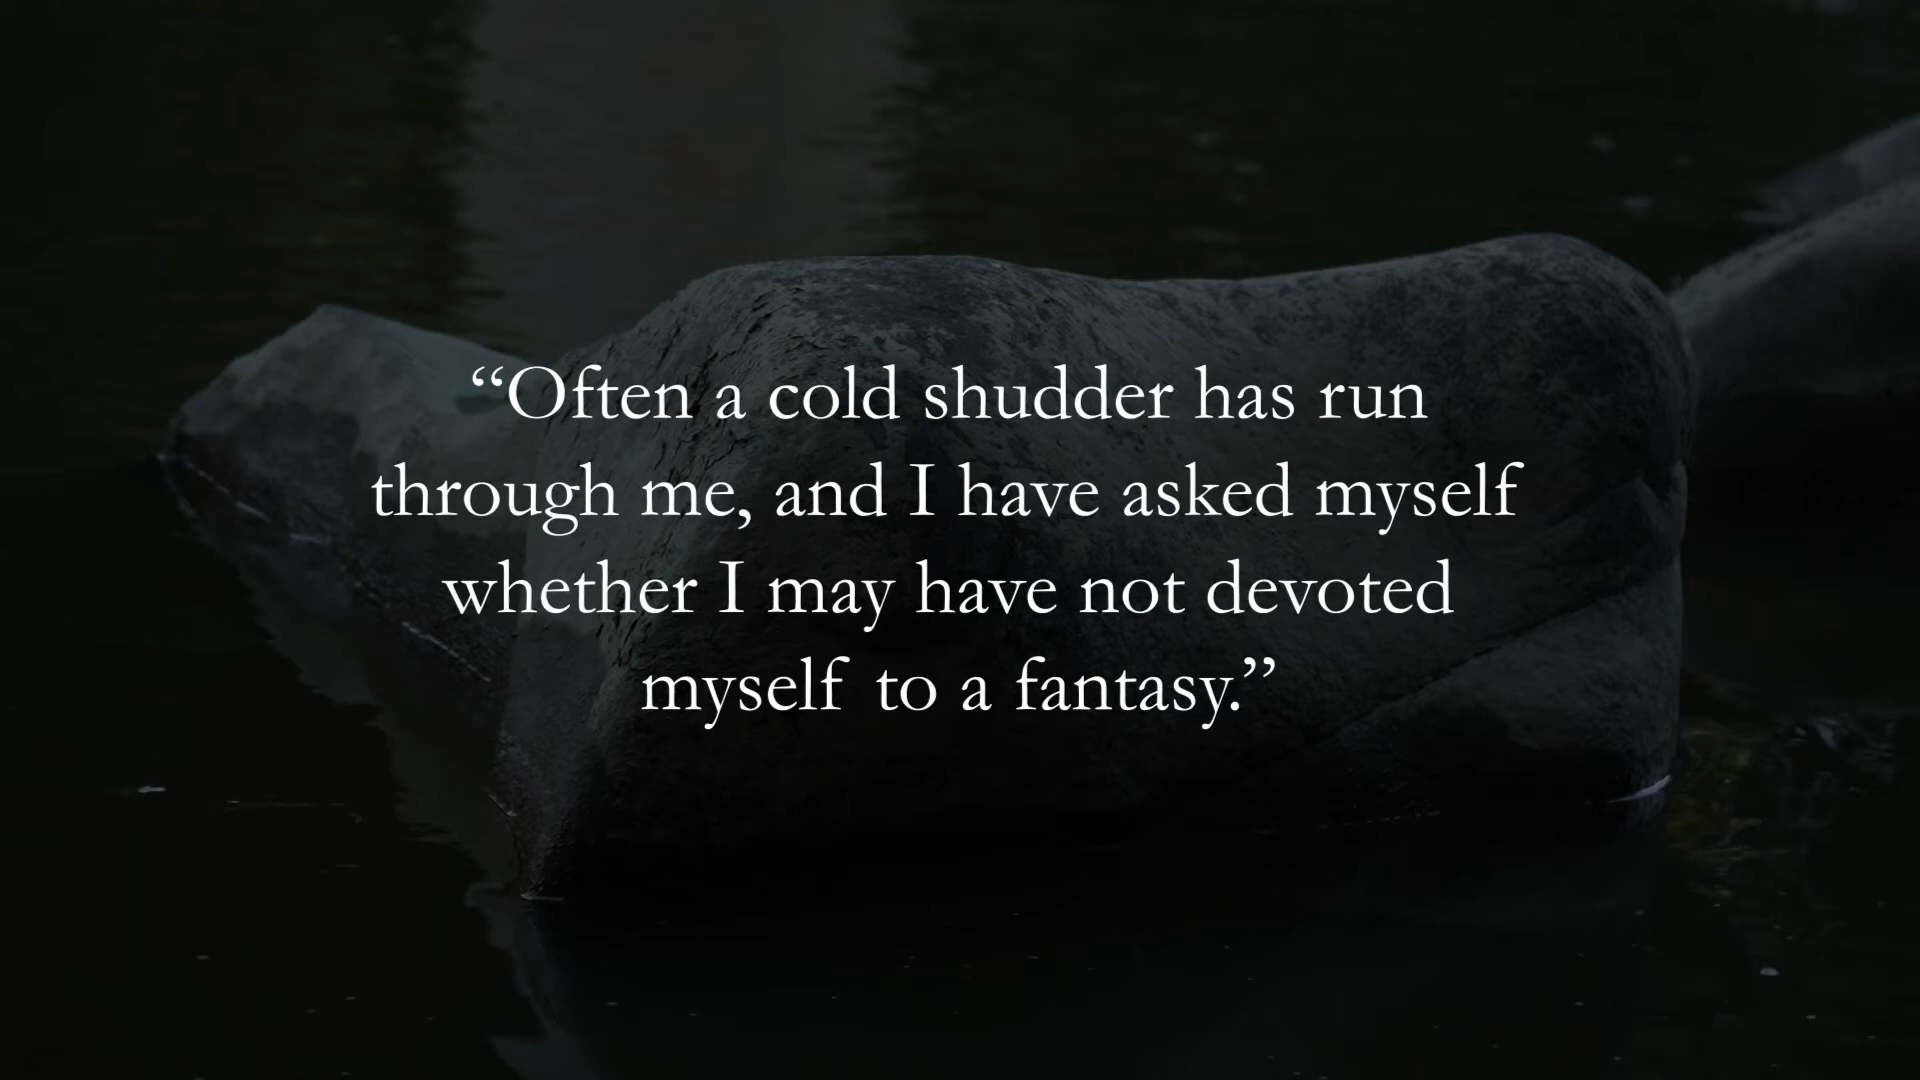 “Often a cold shudder has run
through me, and I have asked myself
whether I may have not devoted
myself to a fantasy.”